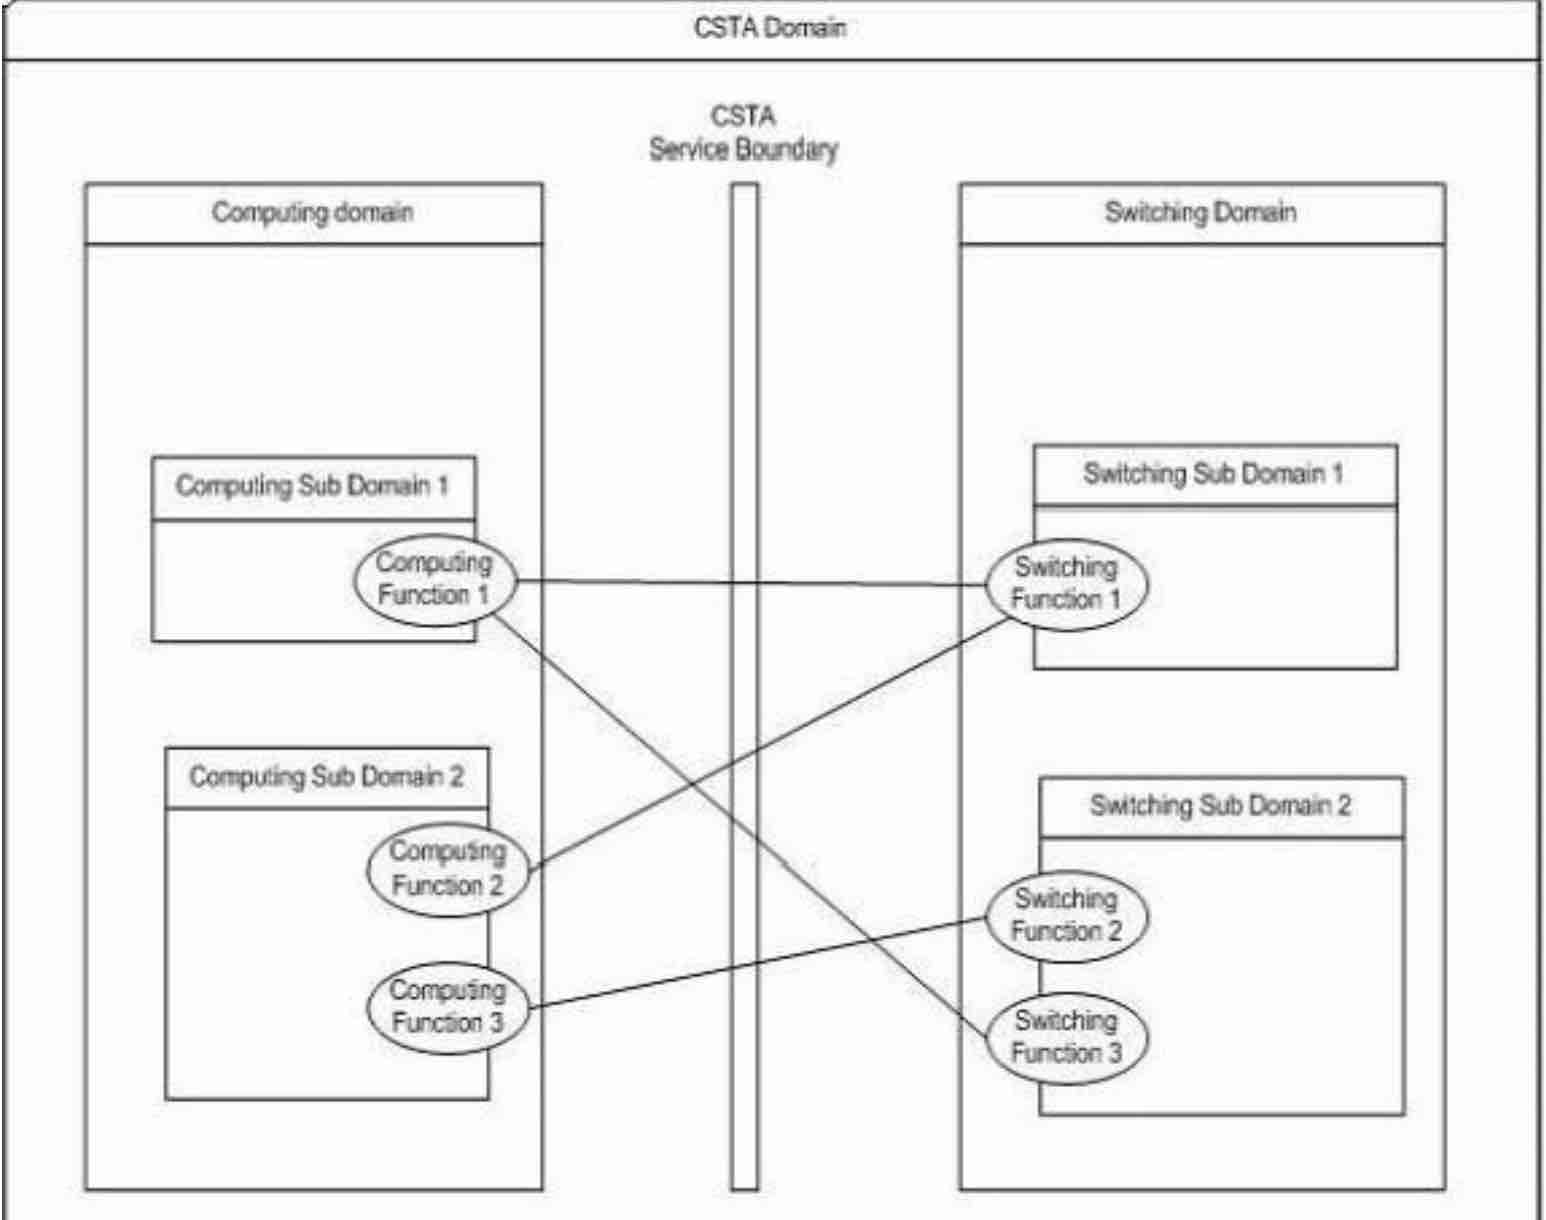 CSTA Domain
CSTA
Service Boundary
Computing domain
Switching Domain
Computing Sub Domain 1
Computing
Function 1
Computing Sub Domain 2
Computing
Function 2
Computing
Function 3
Switching Sub Domain 1
Switching
Function 1
Switching Sub Domain 2
Switching
Function 2
Switching
Function 3